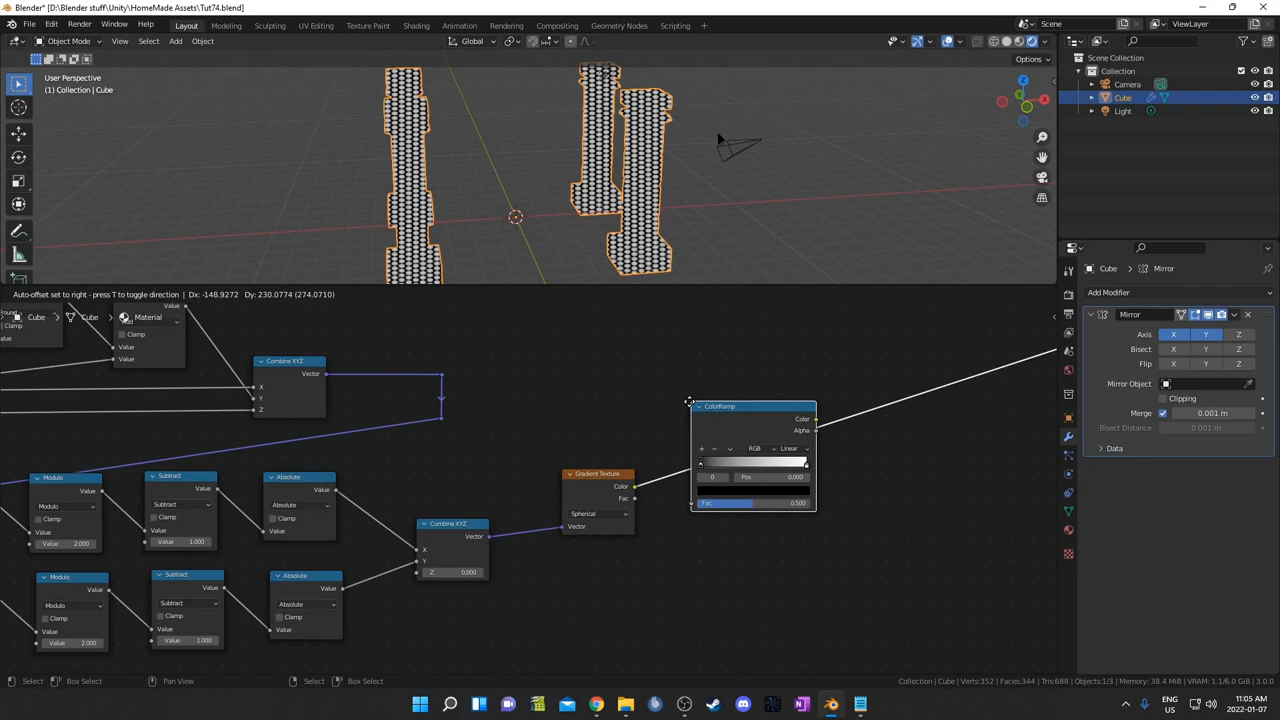 Blender* [D:\Blender stuff\Unity\HomeMade Assets\Tut74.blend]
File Edit Render Window Help Layout Modeling Sculpting UV Editing Texture Paint Shading Animation Rendering Compositing Geometry Nodes Scripting + Scene ViewLayer
Object Mode View Select Add Object Global
Options
User Perspective
(1) Collection | Cube
Z
Y
X
Scene Collection
Collection
Camera
Cube
Light
Cube > Mirror
Add Modifier
Mirror
Axis X Y Z
Bisect X Y Z
Flip X Y Z
Mirror Object
Clipping
Merge 0.001 m
Bisect Distance 0.001 m
Data
Auto-offset set to right - press T to toggle direction | Dx: -148.9272 Dy: 230.0774 (274.0710)
Cube > Cube > Material
Value
Clamp
Value
Value
Clamp
Value
Value
Combine XYZ
Vector
X
Y
Z
ColorRamp
Color
Alpha
+ − RGB Linear
0 Pos 0.000
Fac 0.500
Modulo
Value
Modulo
Clamp
Value
Value 2.000
Subtract
Value
Subtract
Clamp
Value
Value 1.000
Absolute
Value
Absolute
Clamp
Value
Gradient Texture
Color
Fac
Spherical
Vector
Combine XYZ
Vector
X
Y
Z 0.000
Modulo
Value
Modulo
Clamp
Value
Value 2.000
Subtract
Value
Subtract
Clamp
Value
Value 1.000
Absolute
Value
Absolute
Clamp
Value
Select Box Select Pan View Select Box Select Collection | Cube | Verts:352 | Faces:344 | Tris:688 | Objects:1/3 | Memory: 38.4 MiB | VRAM: 1.1/6.0 GiB | 3.0.0
ENG
US
11:05 AM
2022-01-07